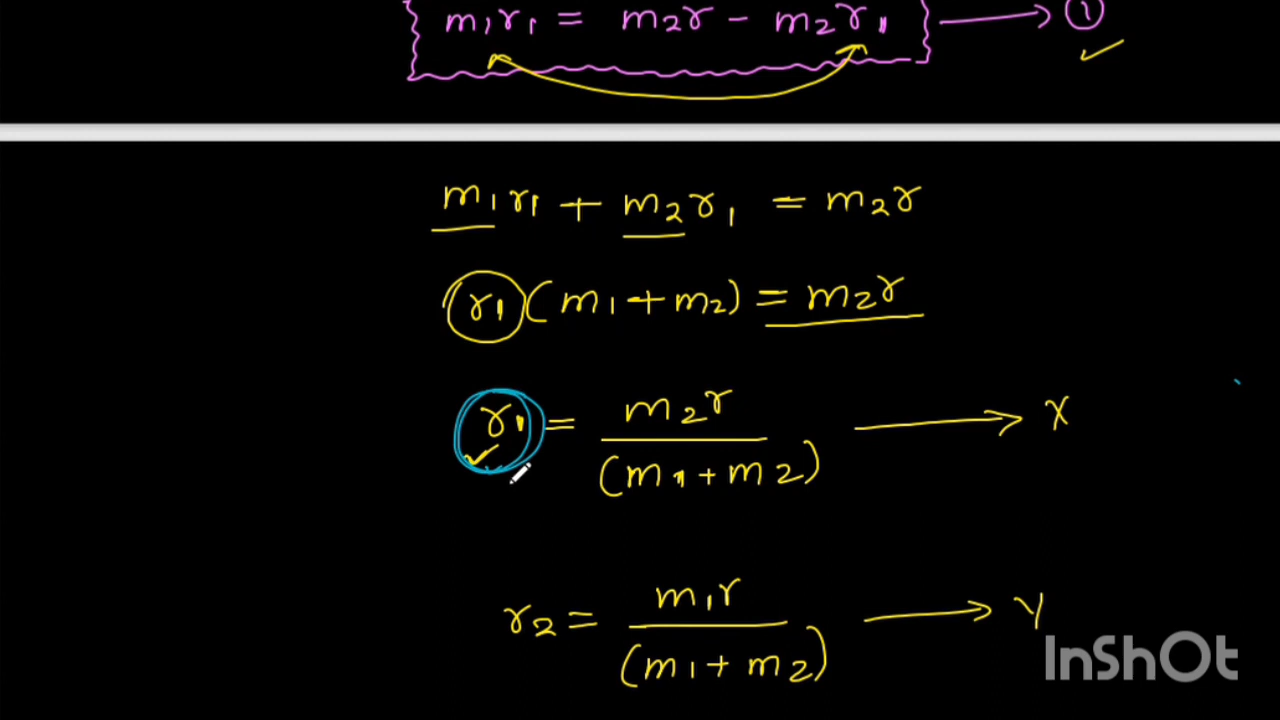 m₁r₁ = m₂r - m₂r₁ ⟶ ①
m₁r₁ + m₂r₁ = m₂r
r₁(m₁+m₂) = m₂r
r₁ = m₂r / (m₁+m₂) ⟶ X
r₂ = m₁r / (m₁+m₂) ⟶ Y
InShOt